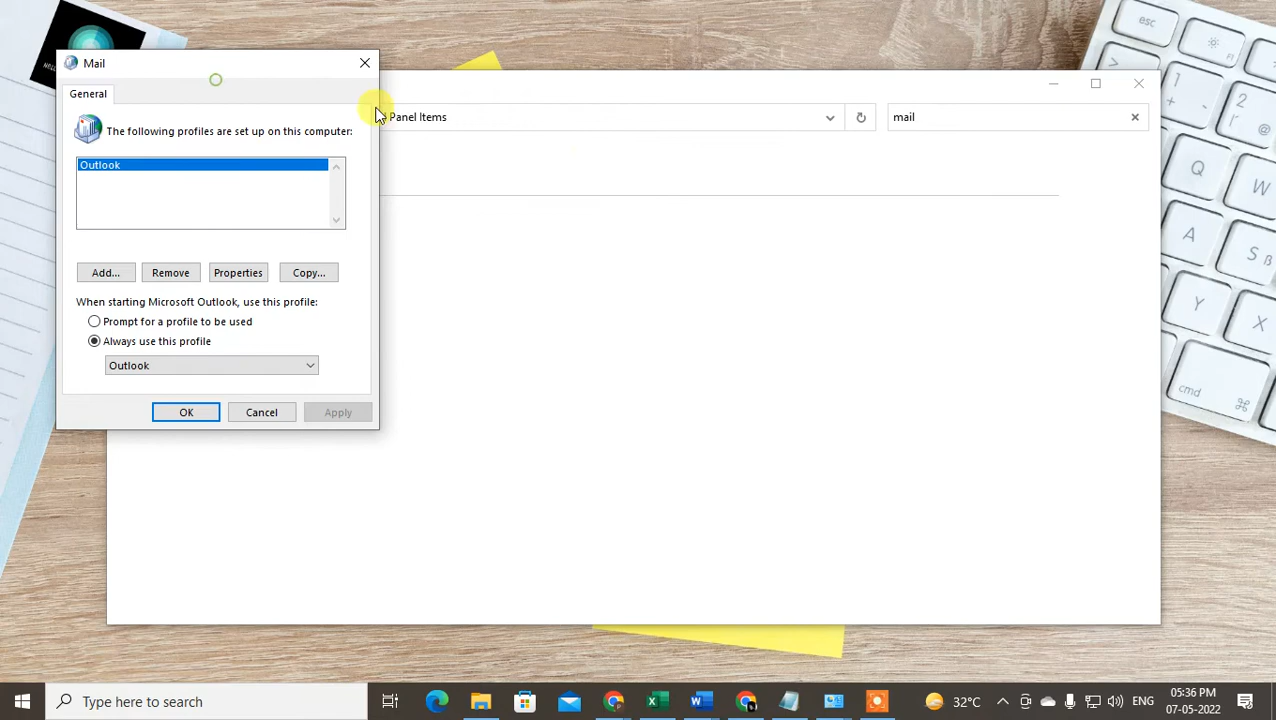 esc
Mail
General
Panel Items
mail
The following profiles are set up on this computer:
Outlook
Add...
Remove
Properties
Copy...
When starting Microsoft Outlook, use this profile:
Prompt for a profile to be used
Always use this profile
Outlook
OK
Cancel
Apply
Q
W
A
S
Y
X
cmd
Type here to search
32°C
ENG
05:36 PM
07-05-2022